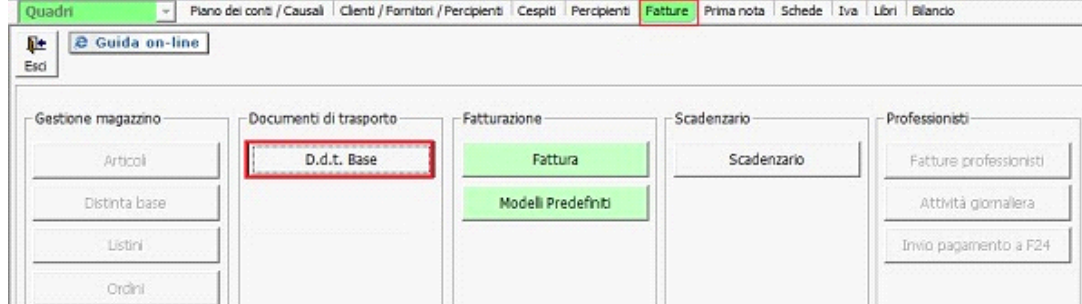 Quadri Piano dei conti / Causali Clienti / Fornitori / Percipienti Cespiti Percipienti Fatture Prima nota Schede Iva Libri Bilancio
Guida on-line
Esci
Gestione magazzino Documenti di trasporto Fatturazione Scadenzario Professionisti
Articoli D.d.t. Base Fattura Scadenzario Fatture professionisti
Distinta base Modelli Predefiniti Attività giornaliera
Listini Invio pagamento a F24
Ordini